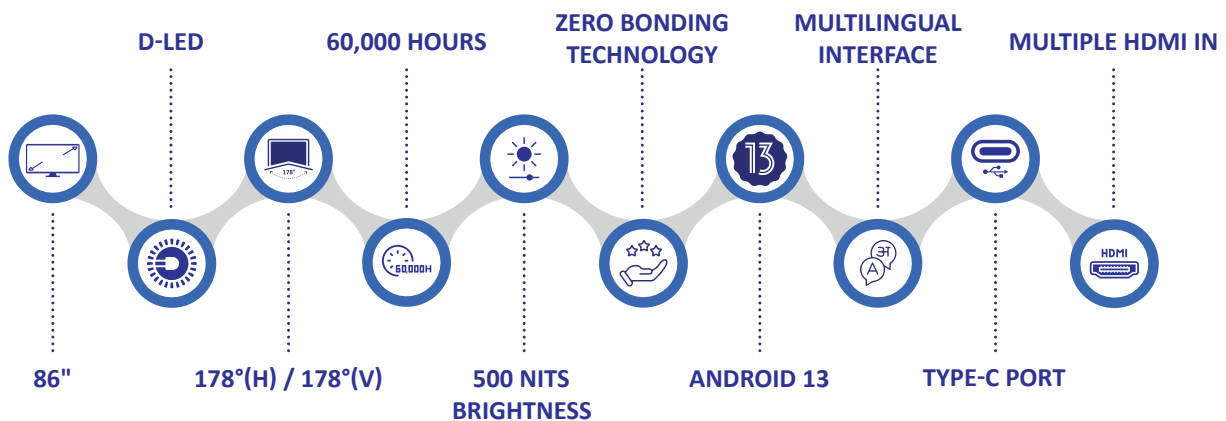 ZERO BONDING
TECHNOLOGY
MULTILINGUAL
INTERFACE
D-LED
60,000 HOURS
MULTIPLE HDMI IN
178°
13
60,000H
A
अ
HDMI
86"
178°(H) / 178°(V)
500 NITS
BRIGHTNESS
ANDROID 13
TYPE-C PORT